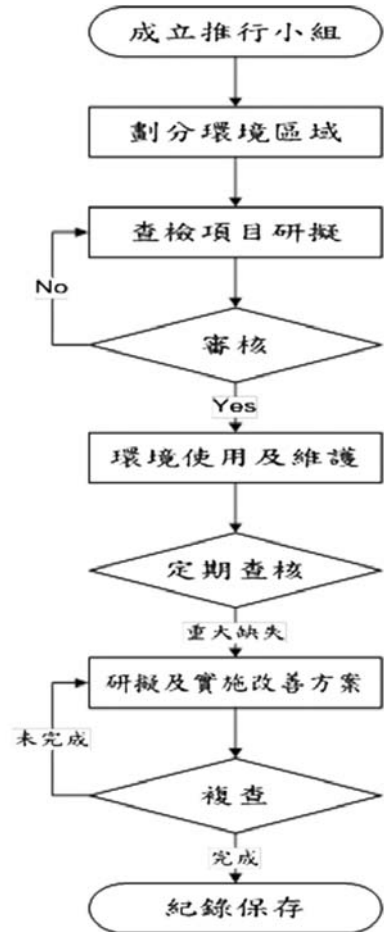 成立推行小組
劃分環境區域
查檢項目研擬
No
審核
Yes
環境使用及維護
定期查核
重大缺失
研擬及實施改善方案
未完成
複查
完成
紀錄保存